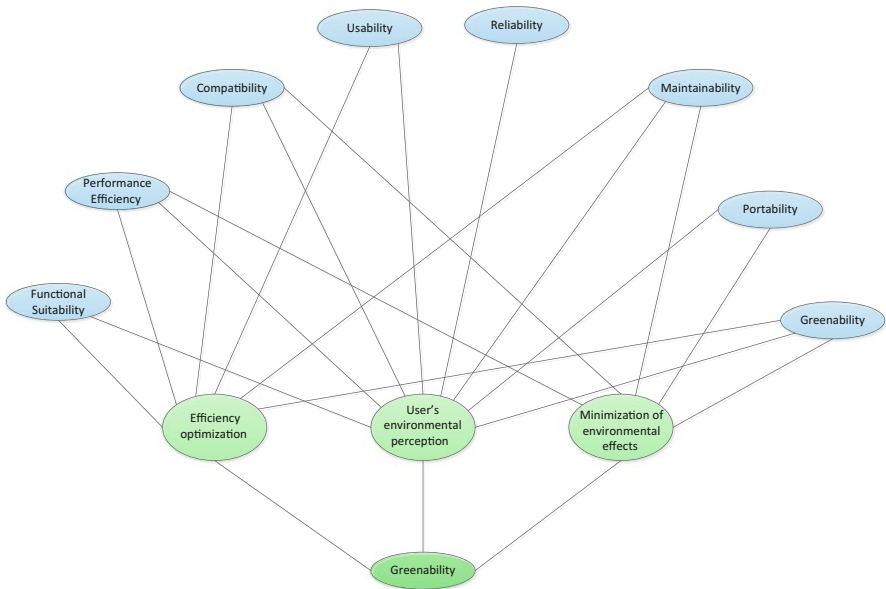 Usability
Reliability
Compatibility
Maintainability
Performance
Efficiency
Portability
Functional
Suitability
Greenability
Efficiency
optimization
User's
environmental
perception
Minimization of
environmental
effects
Greenability